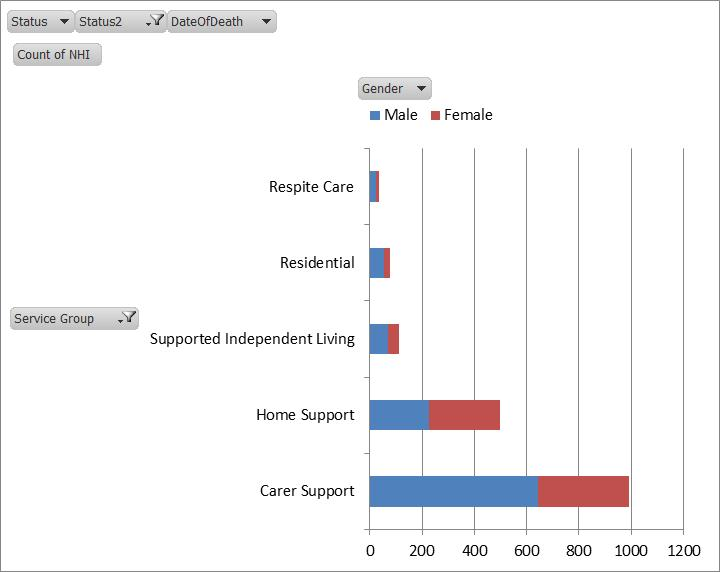 Status Status2 DateOfDeath
Count of NHI
Gender
Male Female
Respite Care
Residential
Service Group
Supported Independent Living
Home Support
Carer Support
0 200 400 600 800 1000 1200